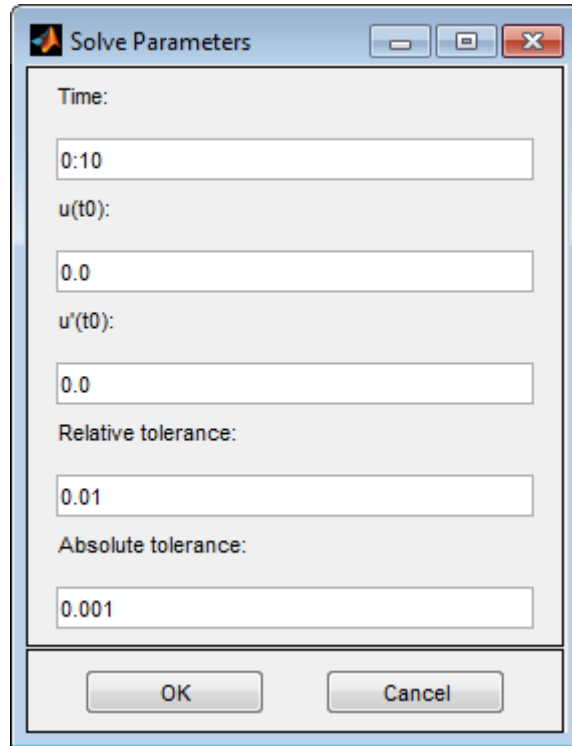 Solve Parameters
Time:
0:10
u(t0):
0.0
u'(t0):
0.0
Relative tolerance:
0.01
Absolute tolerance:
0.001
OK
Cancel